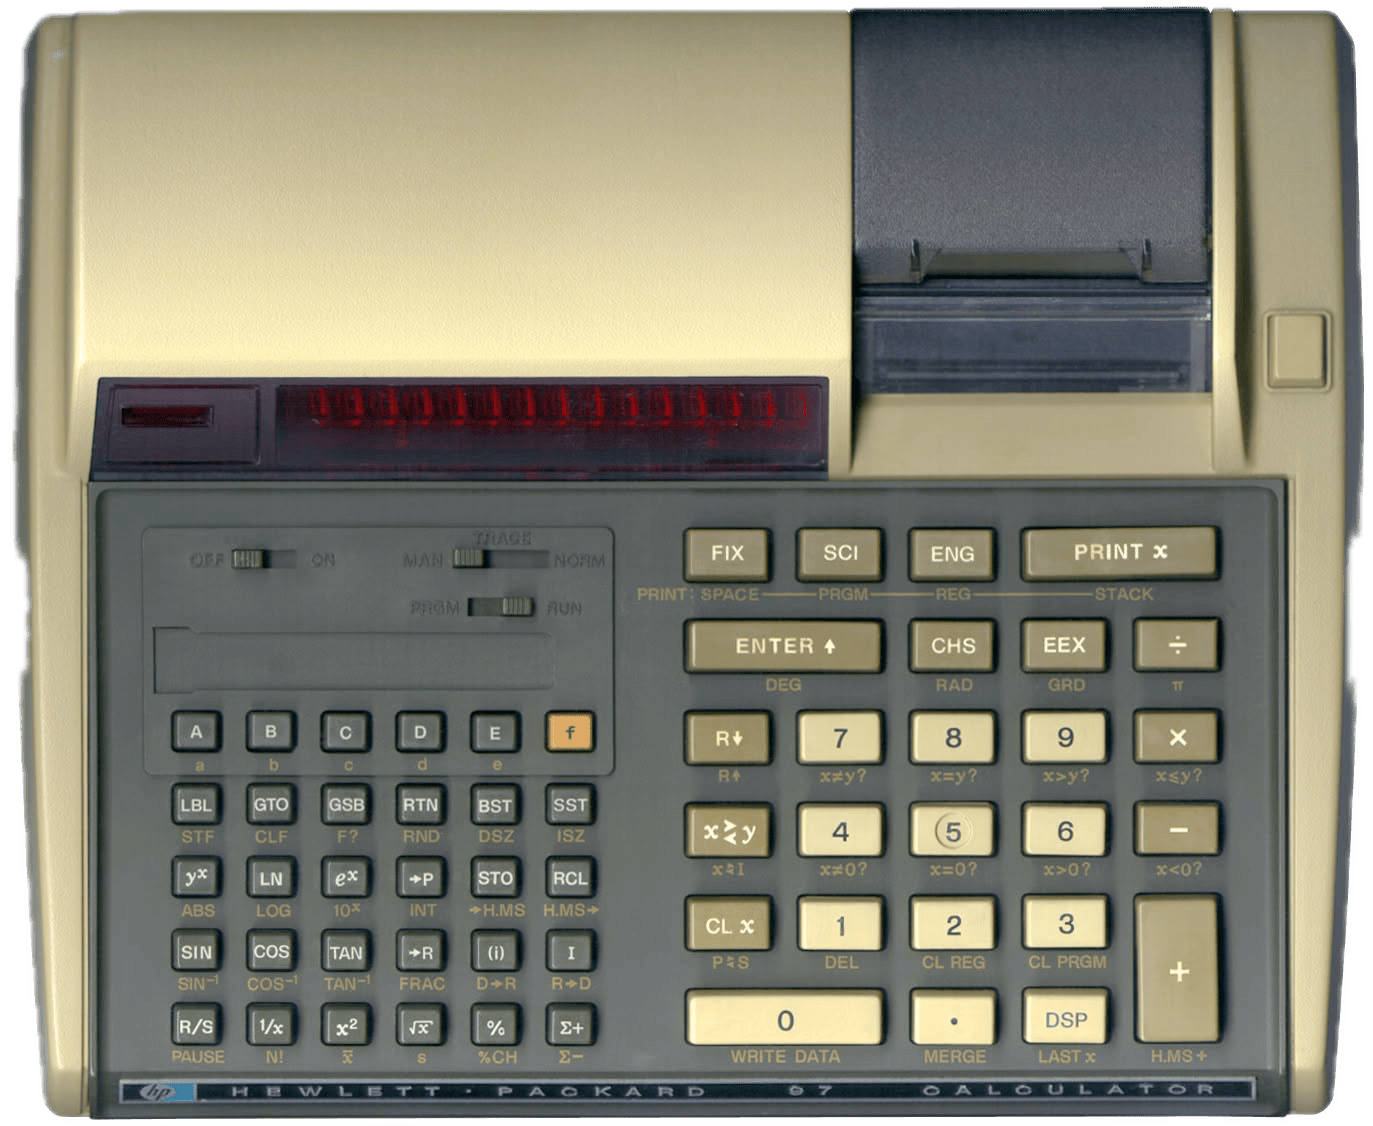 TRACE
OFF ON MAN NORM
PRGM RUN
FIX SCI ENG PRINT x
PRINT: SPACE PRGM REG STACK
ENTER ↑ CHS EEX ÷
DEG RAD GRD π
A B C D E f
a b c d e
R↓ 7 8 9 ×
R↑ x≠y? x=y? x>y? x≤y?
LBL GTO GSB RTN BST SST
STF CLF F? RND DSZ ISZ
x≷y 4 5 6 −
x≷I x≠0? x=0? x>0? x<0?
yˣ LN eˣ →P STO RCL
ABS LOG 10ˣ INT →H.MS H.MS→
CL x 1 2 3 +
P≷S DEL CL REG CL PRGM
SIN COS TAN →R (i) I
SIN⁻¹ COS⁻¹ TAN⁻¹ FRAC D→R R→D
R/S 1/x x² √x % Σ+
PAUSE N! x̄ s %CH Σ−
0 · DSP
WRITE DATA MERGE LAST x H.MS+
hp HEWLETT · PACKARD 97 CALCULATOR